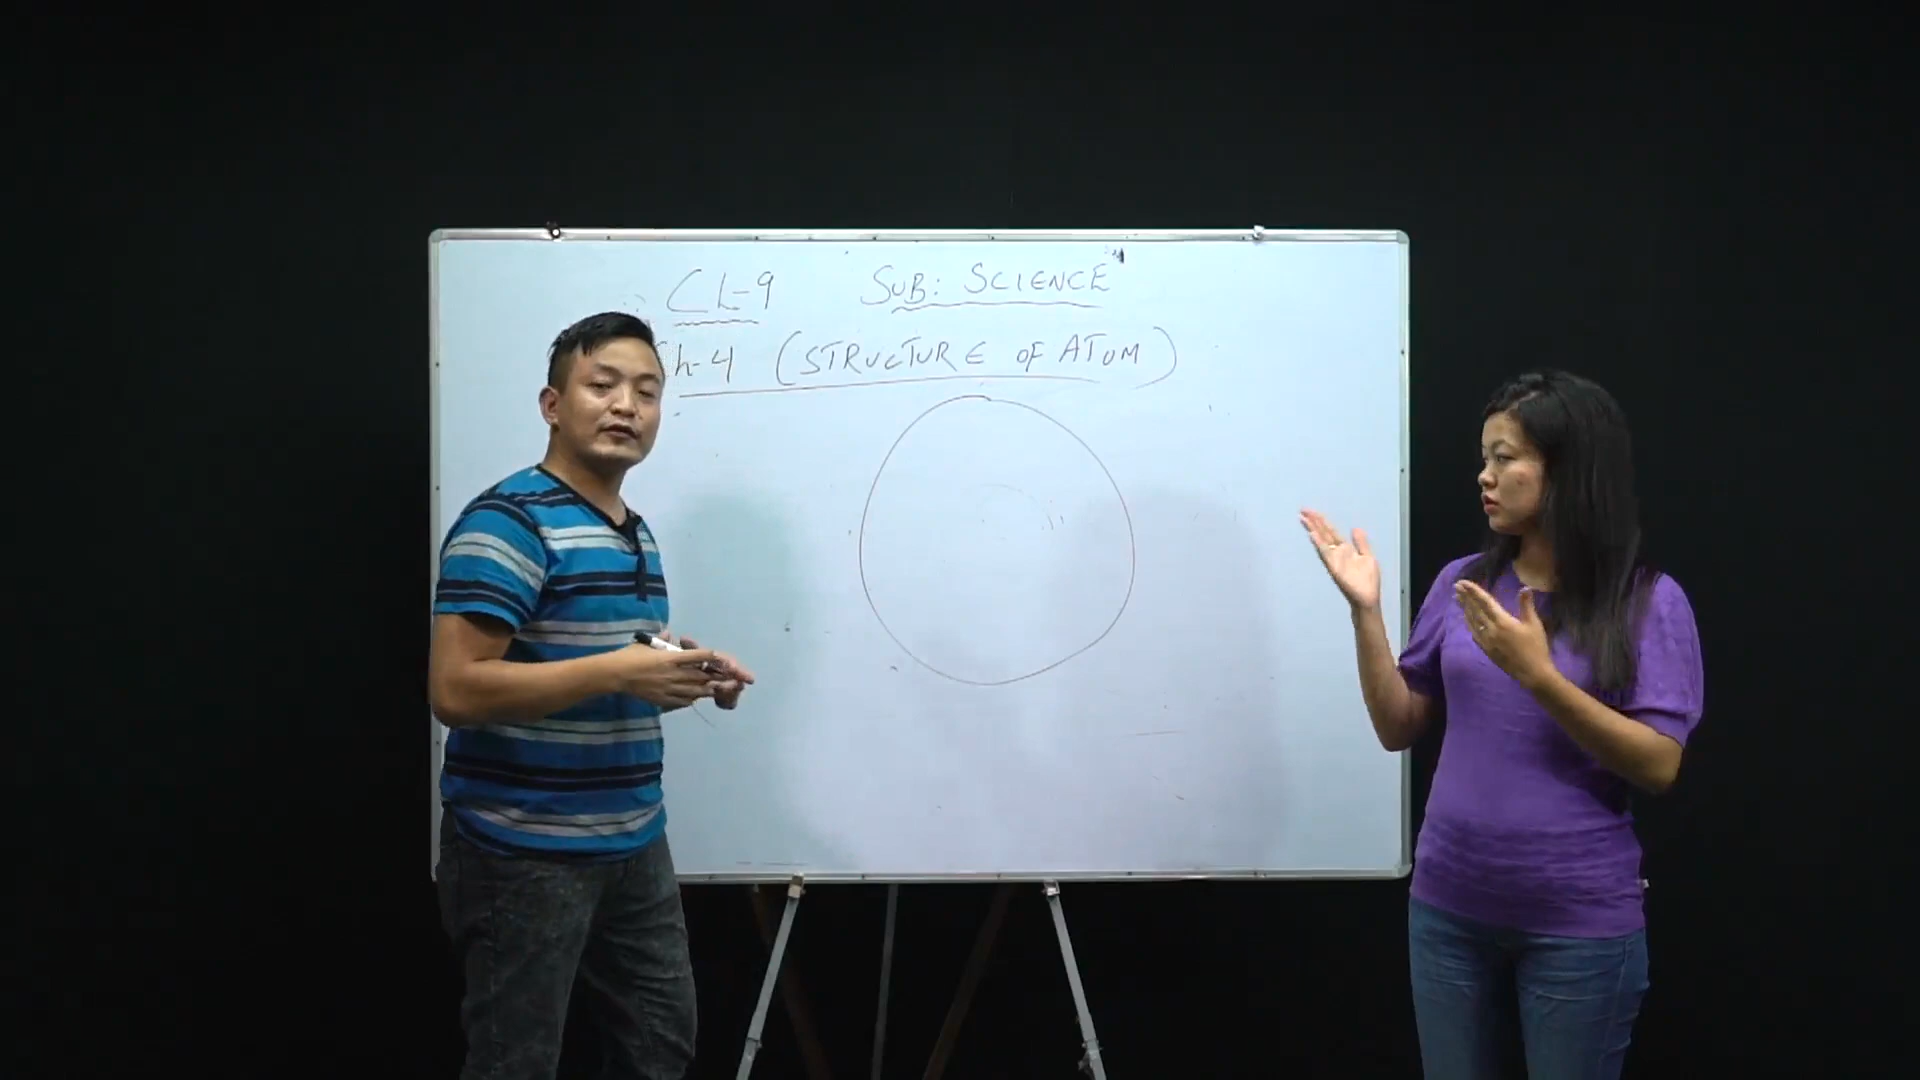 CL-9 SUB: SCIENCE
h-4 (STRUCTURE OF ATOM)